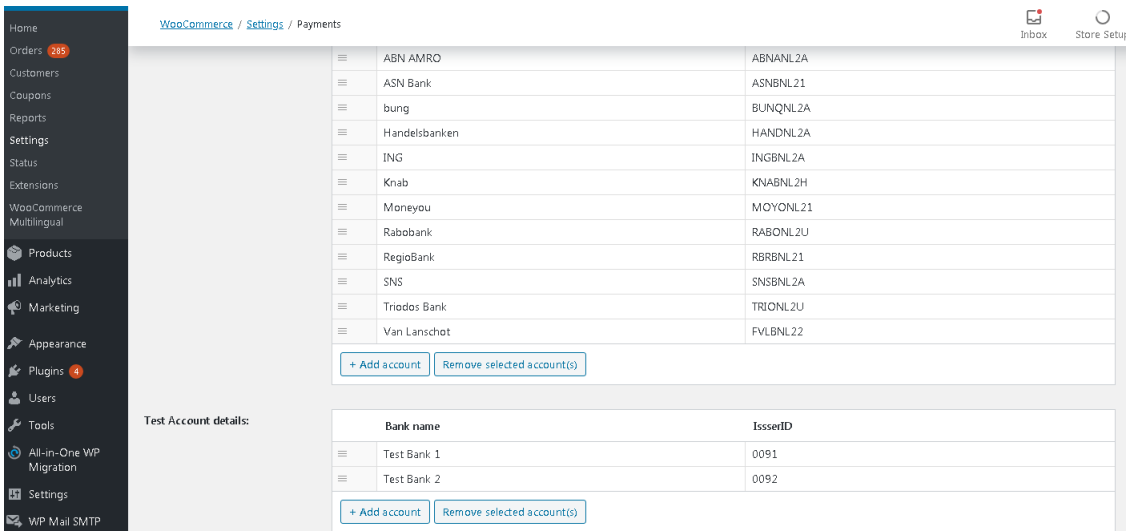 WooCommerce / Settings / Payments
Inbox
Store Setup
Home
Orders 285
Customers
Coupons
Reports
Settings
Status
Extensions
WooCommerce
Multilingual
Products
Analytics
Marketing
Appearance
Plugins 4
Users
Tools
All-in-One WP
Migration
Settings
WP Mail SMTP
ABN AMRO ABNANL2A
ASN Bank ASNBNL21
bunq BUNQNL2A
Handelsbanken HANDNL2A
ING INGBNL2A
Knab KNABNL2H
Moneyou MOYONL21
Rabobank RABONL2U
RegioBank RBRBNL21
SNS SNSBNL2A
Triodos Bank TRIONL2U
Van Lanschot FVLBNL22
+ Add account Remove selected account(s)
Test Account details:
Bank name IssserID
Test Bank 1 0091
Test Bank 2 0092
+ Add account Remove selected account(s)